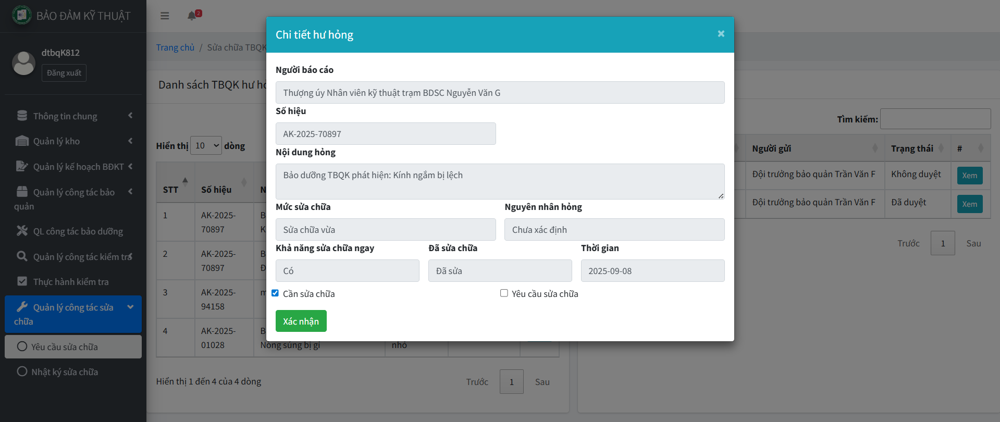 BẢO ĐẢM KỸ THUẬT
2
dtbqK812
Đăng xuất
Thông tin chung
Quản lý kho
Quản lý kế hoạch BĐKT
Quản lý công tác bảo
quản
QL công tác bảo dưỡng
Quản lý công tác kiểm tra
Thực hành kiểm tra
Quản lý công tác sửa
chữa
Yêu cầu sửa chữa
Nhật ký sửa chữa
Trang chủ / Sửa chữa TBQK
Danh sách TBQK hư hỏ
Hiển thị 10 dòng
STT Số hiệu N
1 AK-2025-
70897
B
K
2 AK-2025-
70897
B
Đ
3 AK-2025-
94158
m
4 AK-2025-
01028
B
Nòng súng bị gỉ
nhỏ
Hiển thị 1 đến 4 của 4 dòng
Trước 1 Sau
Chi tiết hư hỏng
×
Người báo cáo
Thượng úy Nhân viên kỹ thuật trạm BDSC Nguyễn Văn G
Số hiệu
AK-2025-70897
Nội dung hỏng
Bảo dưỡng TBQK phát hiện: Kính ngắm bị lệch
Mức sửa chữa Nguyên nhân hỏng
Sửa chữa vừa Chưa xác định
Khả năng sửa chữa ngay Đã sửa chữa Thời gian
Có Đã sửa 2025-09-08
Cần sửa chữa Yêu cầu sửa chữa
Xác nhận
Tìm kiếm:
Người gửi Trạng thái #
Đội trưởng bảo quản Trần Văn F Không duyệt Xem
Đội trưởng bảo quản Trần Văn F Đã duyệt Xem
Trước 1 Sau